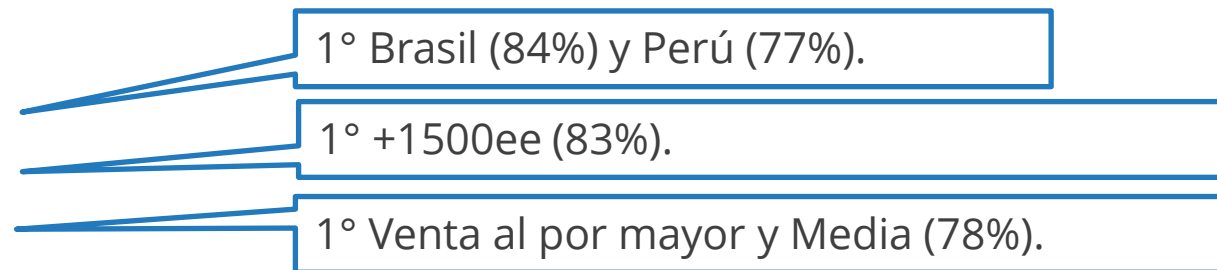 1° Brasil (84%) y Perú (77%).
1° +1500ee (83%).
1° Venta al por mayor y Media (78%).